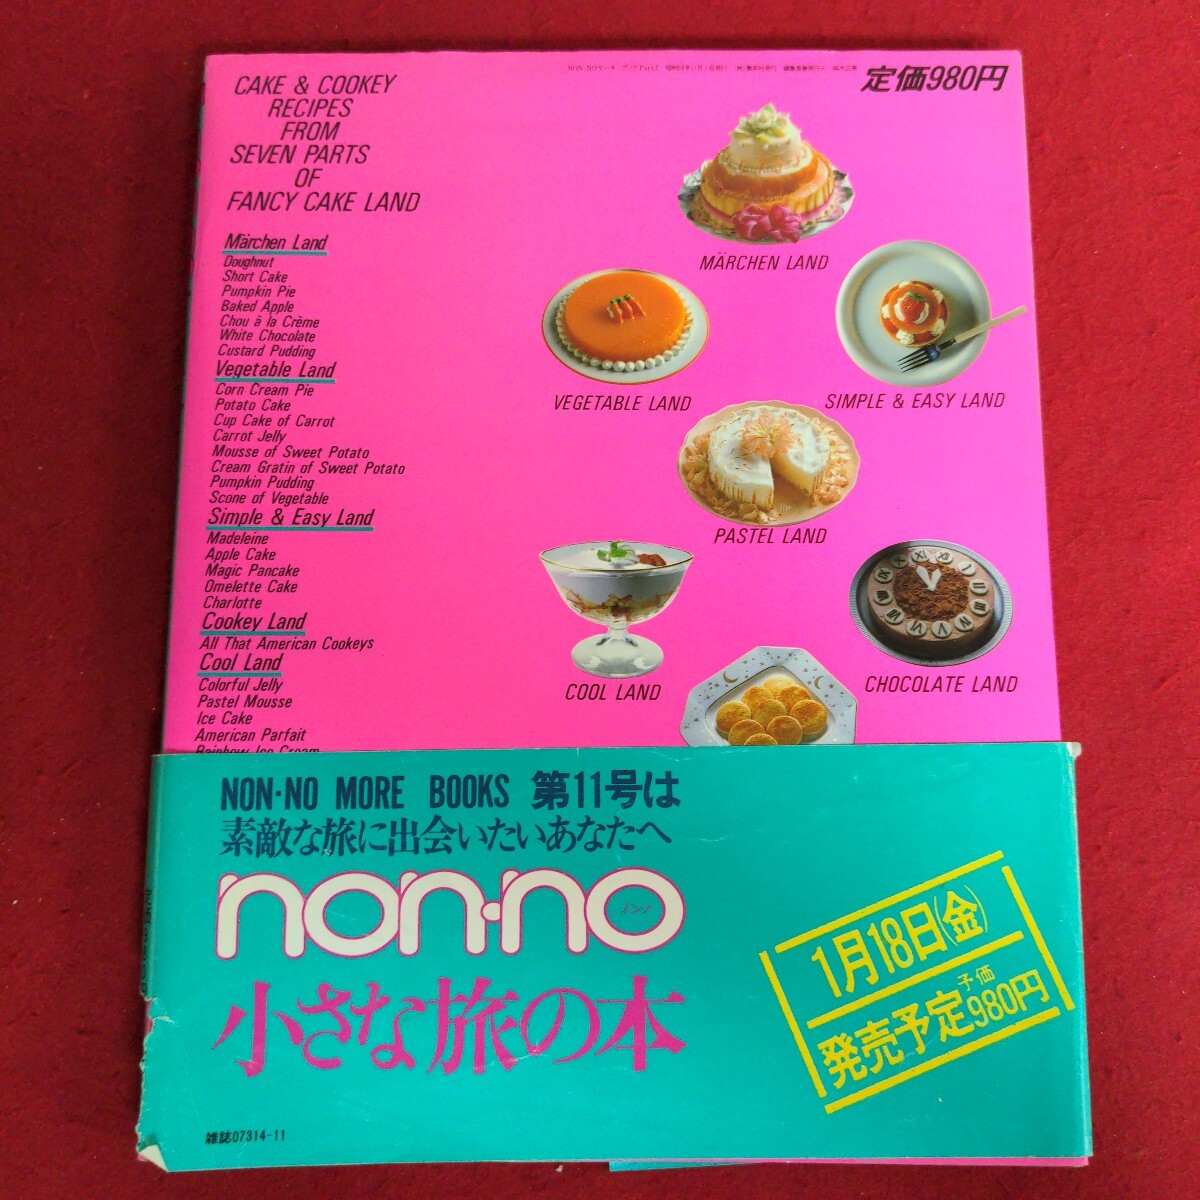 定価980円
CAKE & COOKEY
RECIPES
FROM
SEVEN PARTS
OF
FANCY CAKE LAND
Märchen Land
Doughnut
Short Cake
Pumpkin Pie
Baked Apple
Chou à la Crème
White Chocolate
Custard Pudding
Vegetable Land
Corn Cream Pie
Potato Cake
Cup Cake of Carrot
Carrot Jelly
Mousse of Sweet Potato
Cream Gratin of Sweet Potato
Pumpkin Pudding
Scone of Vegetable
Simple & Easy Land
Madeleine
Apple Cake
Magic Pancake
Omelette Cake
Charlotte
Cookey Land
All That American Cookeys
Cool Land
Colorful Jelly
Pastel Mousse
Ice Cake
American Parfait
Rainbow Ice Cream
MÄRCHEN LAND
VEGETABLE LAND
SIMPLE & EASY LAND
PASTEL LAND
COOL LAND
CHOCOLATE LAND
NON·NO MORE BOOKS 第11号は
素敵な旅に出会いたいあなたへ
non·no
ノンノ
小さな旅の本
1月18日(金)
発売予定
予価
980円
雑誌07314-11